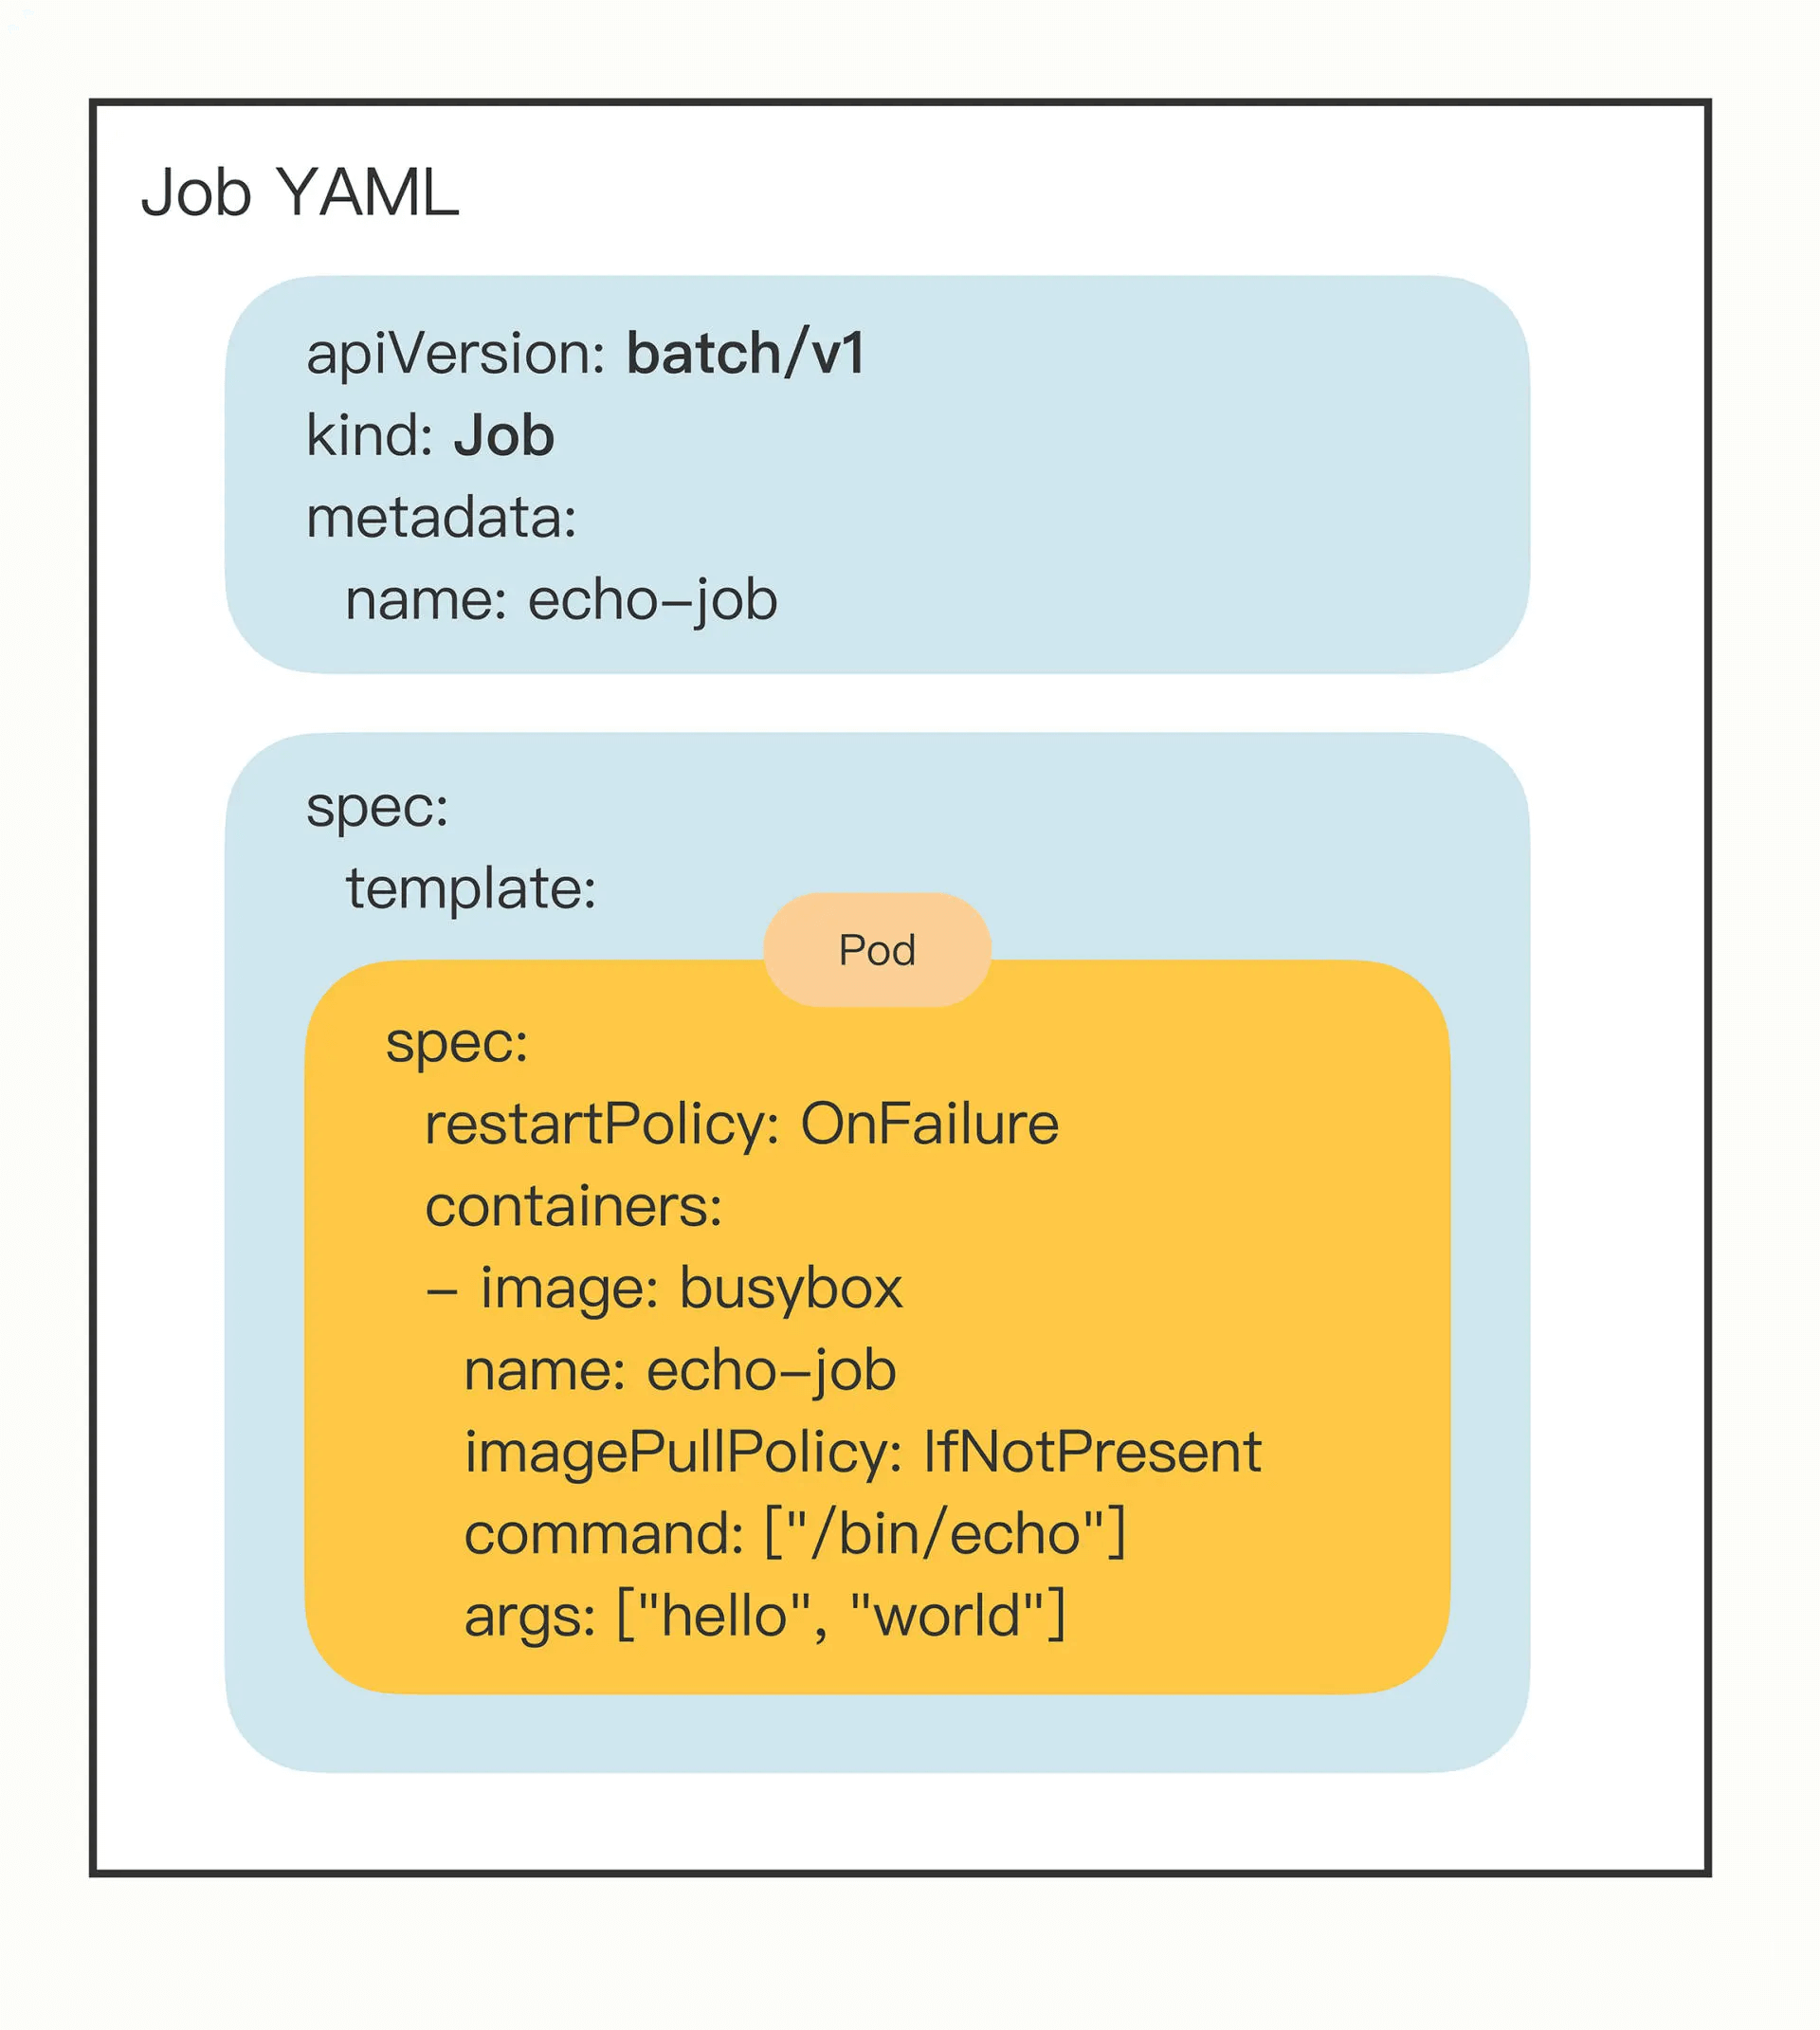 Job YAML
apiVersion: batch/v1
kind: Job
metadata:
name: echo-job
spec:
template:
Pod
spec:
restartPolicy: OnFailure
containers:
- image: busybox
name: echo-job
imagePullPolicy: IfNotPresent
command: ["/bin/echo"]
args: ["hello", "world"]